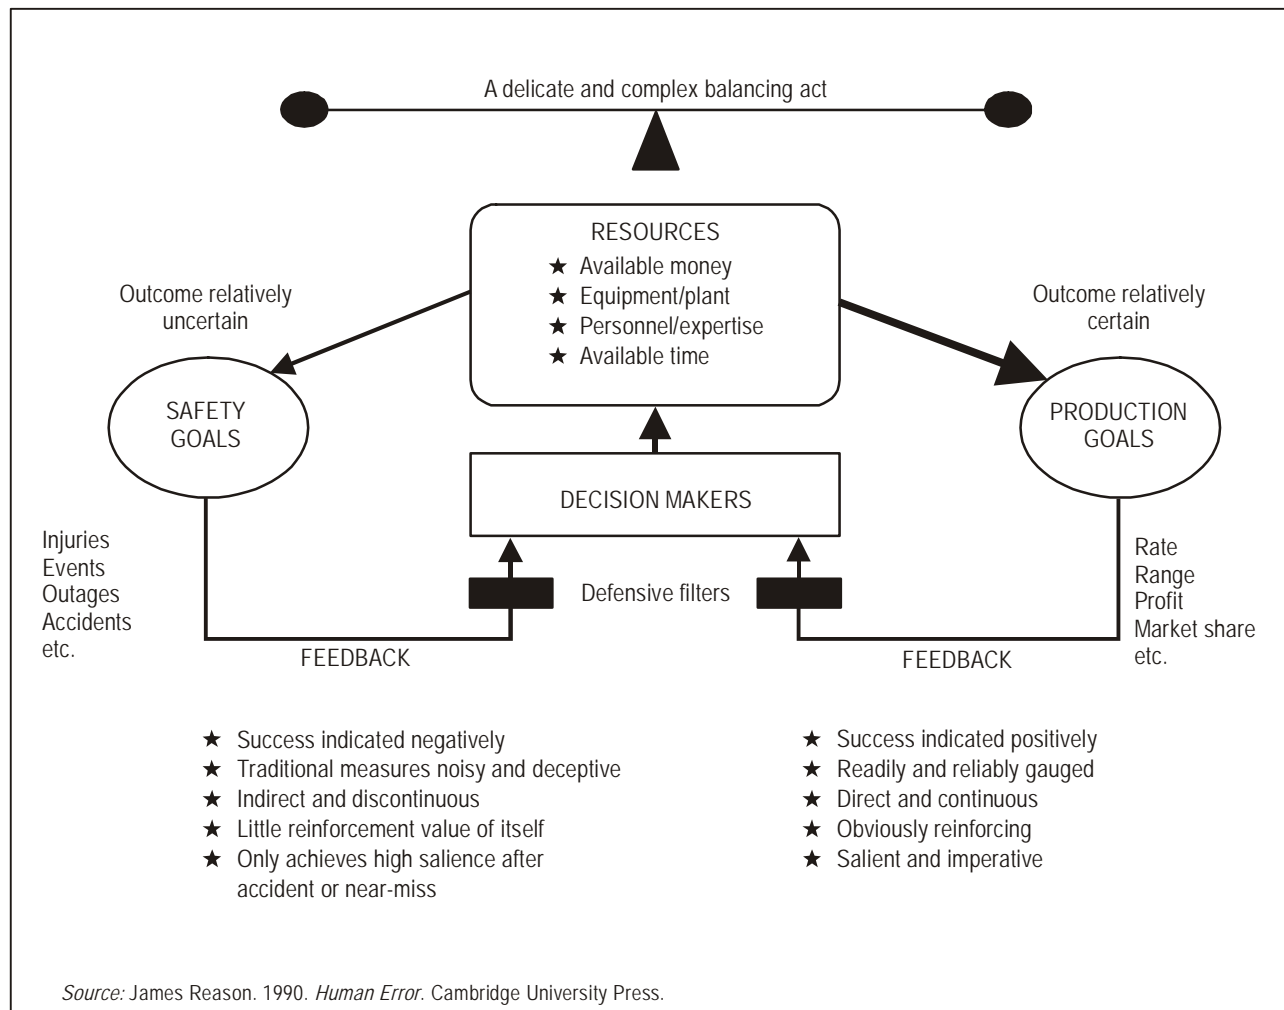 A delicate and complex balancing act
RESOURCES
★ Available money
★ Equipment/plant
★ Personnel/expertise
★ Available time
Outcome relatively
uncertain
Outcome relatively
certain
SAFETY
GOALS
PRODUCTION
GOALS
DECISION MAKERS
Injuries
Events
Outages
Accidents
etc.
Defensive filters
Rate
Range
Profit
Market share
etc.
FEEDBACK
FEEDBACK
★ Success indicated negatively
★ Traditional measures noisy and deceptive
★ Indirect and discontinuous
★ Little reinforcement value of itself
★ Only achieves high salience after
accident or near-miss
★ Success indicated positively
★ Readily and reliably gauged
★ Direct and continuous
★ Obviously reinforcing
★ Salient and imperative
Source: James Reason. 1990. Human Error. Cambridge University Press.